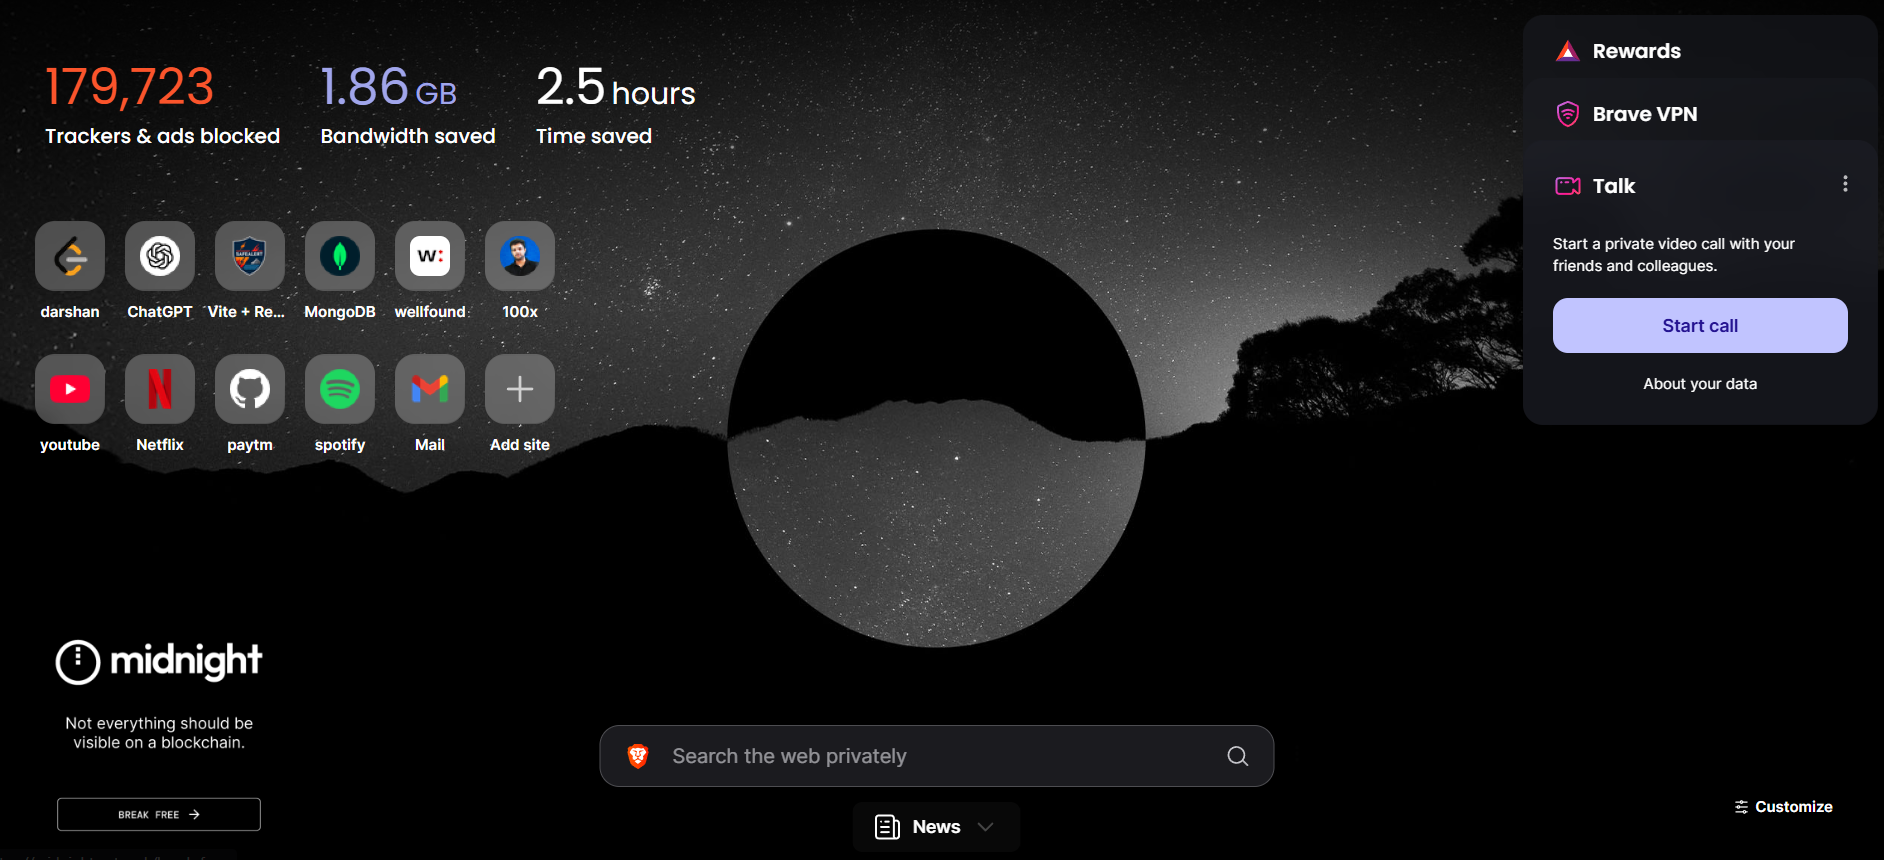 179,723
Trackers & ads blocked
1.86 GB
Bandwidth saved
2.5 hours
Time saved
darshan
ChatGPT
Vite + Re...
MongoDB
w:
wellfound
100x
youtube
Netflix
paytm
spotify
Mail
Add site
Rewards
Brave VPN
Talk
Start a private video call with your
friends and colleagues.
Start call
About your data
midnight
Not everything should be
visible on a blockchain.
BREAK FREE →
Search the web privately
News
Customize